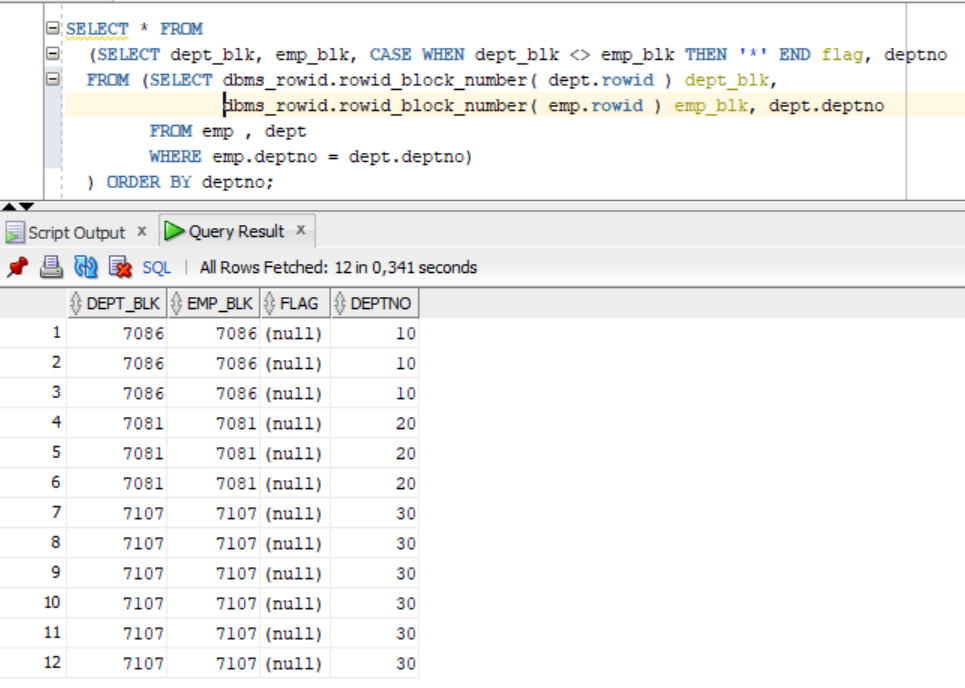 SELECT * FROM
(SELECT dept_blk, emp_blk, CASE WHEN dept_blk <> emp_blk THEN '*' END flag, deptno
FROM (SELECT dbms_rowid.rowid_block_number( dept.rowid ) dept_blk,
dbms_rowid.rowid_block_number( emp.rowid ) emp_blk, dept.deptno
FROM emp , dept
WHERE emp.deptno = dept.deptno)
) ORDER BY deptno;
Script Output x Query Result x
SQL | All Rows Fetched: 12 in 0,341 seconds
DEPT_BLK EMP_BLK FLAG DEPTNO
1 7086 7086 (null) 10
2 7086 7086 (null) 10
3 7086 7086 (null) 10
4 7081 7081 (null) 20
5 7081 7081 (null) 20
6 7081 7081 (null) 20
7 7107 7107 (null) 30
8 7107 7107 (null) 30
9 7107 7107 (null) 30
10 7107 7107 (null) 30
11 7107 7107 (null) 30
12 7107 7107 (null) 30